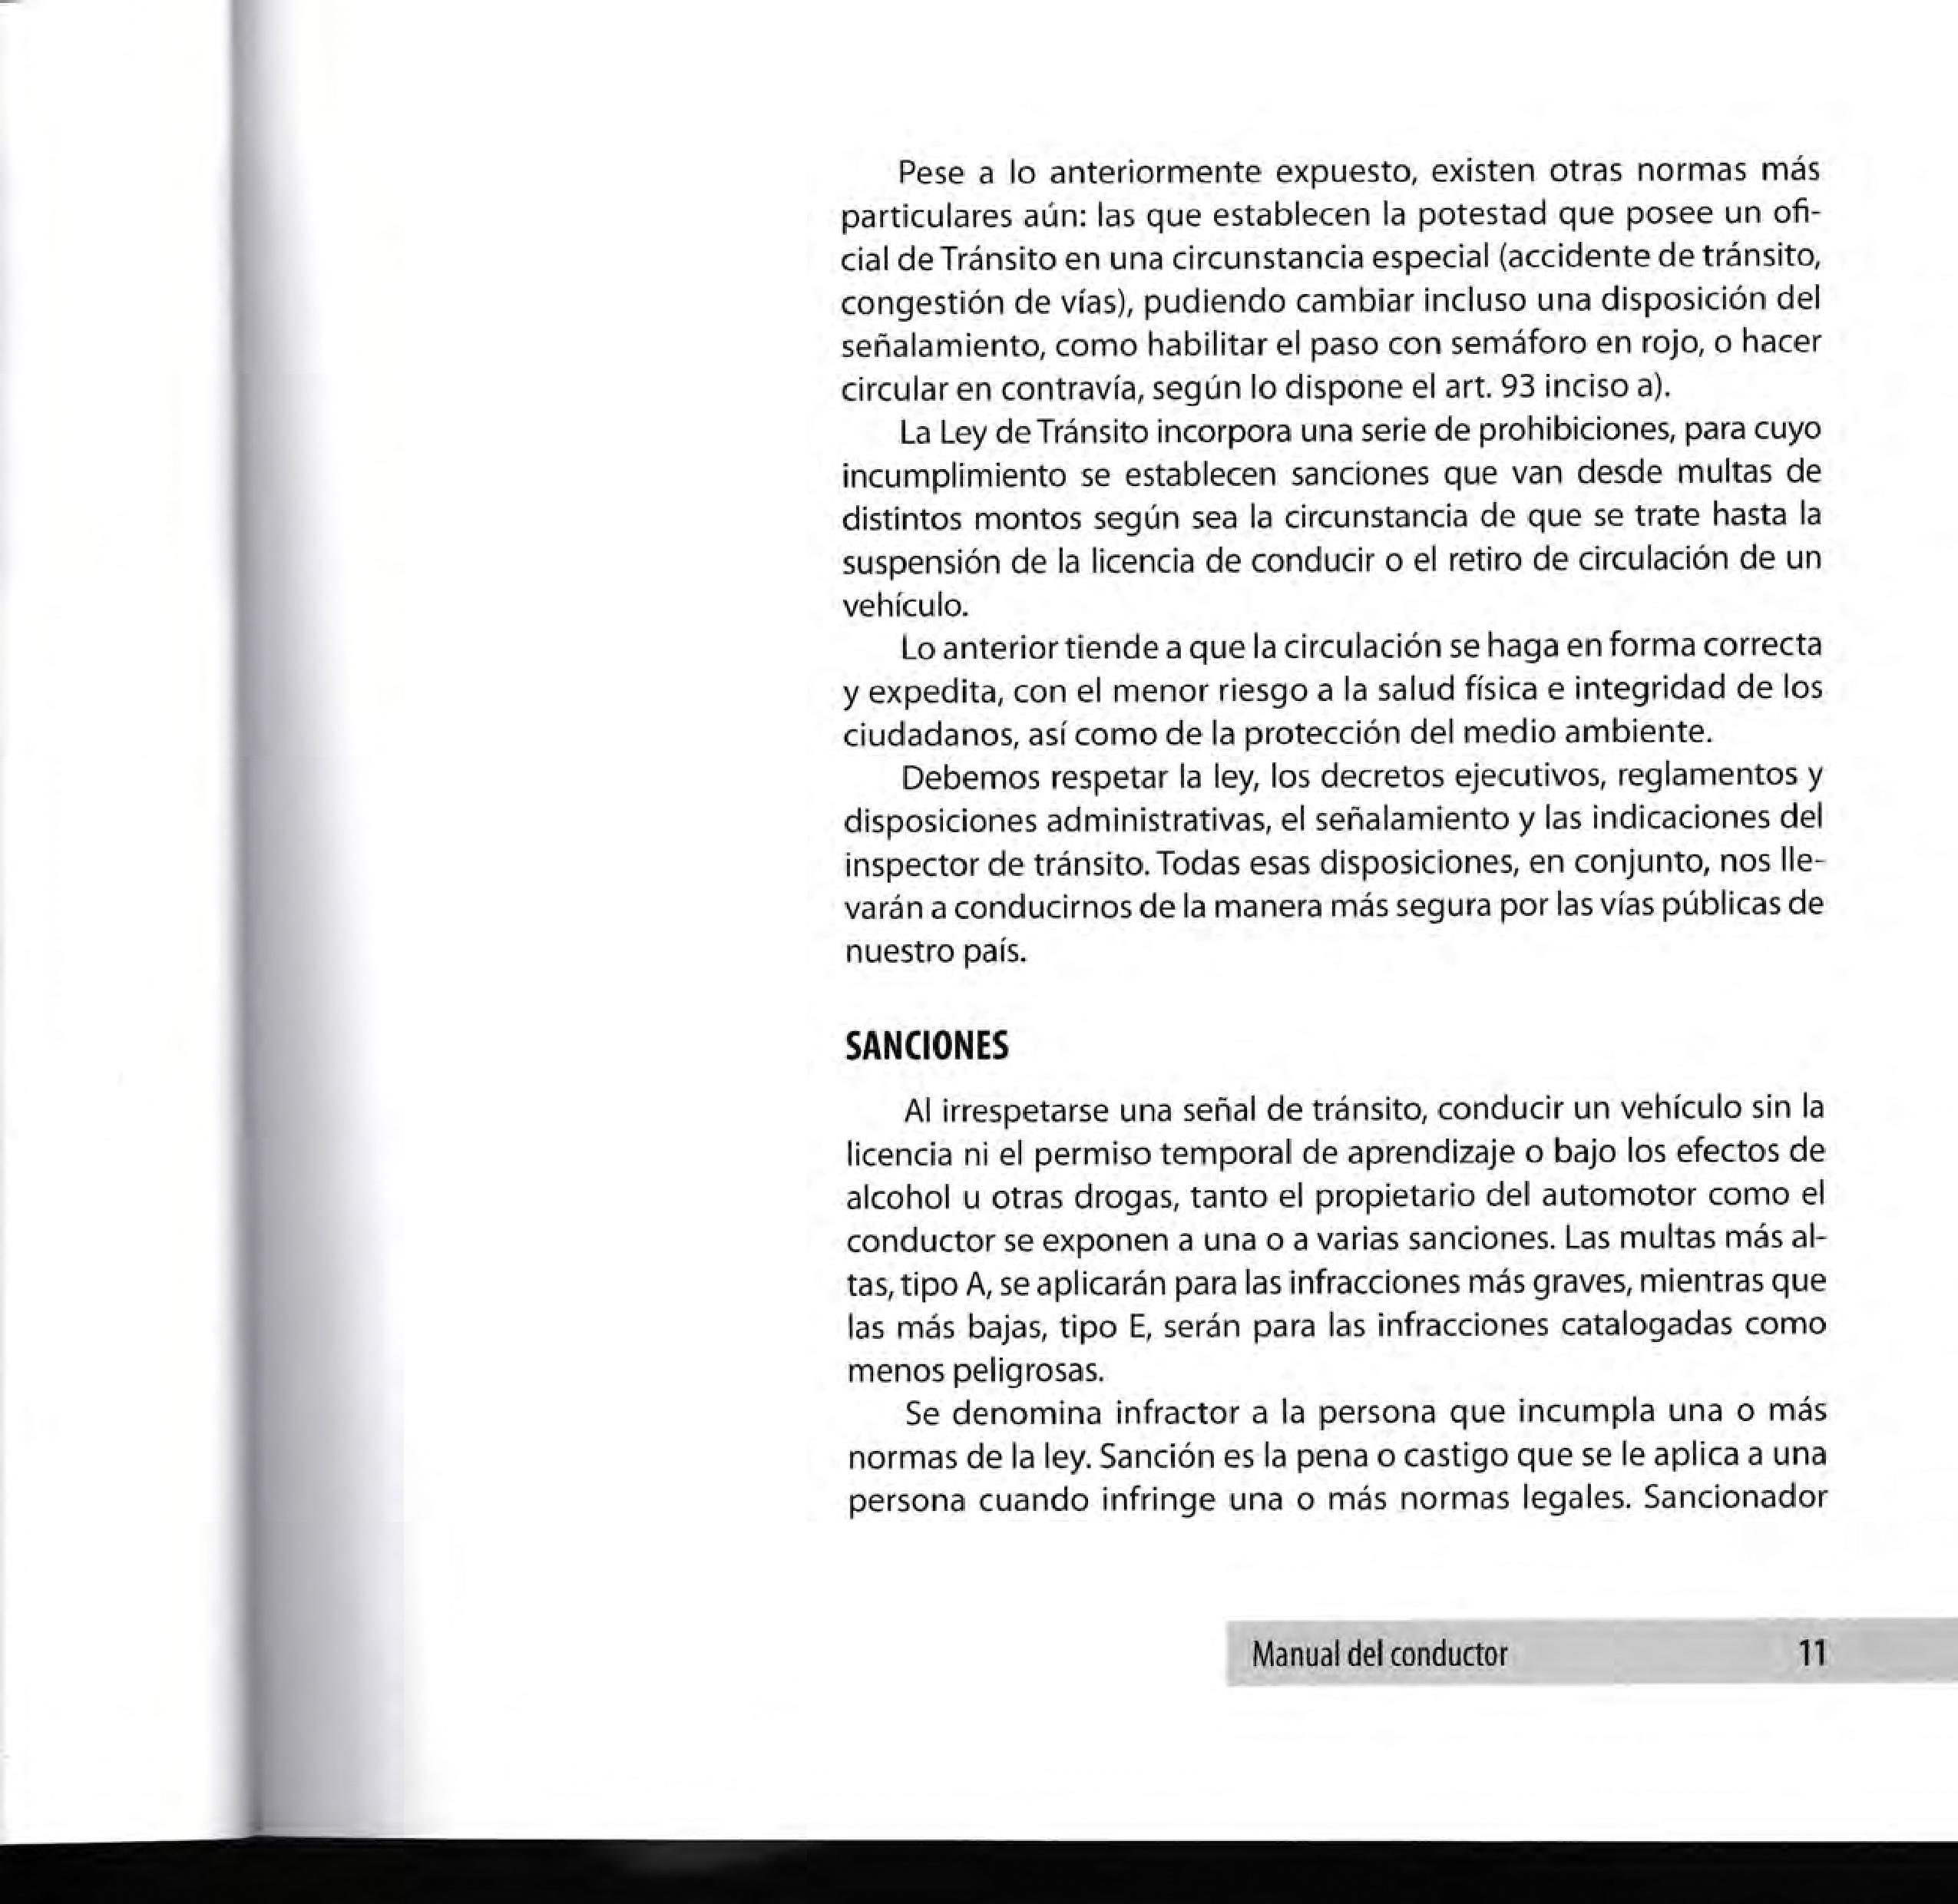 Pese a lo anteriormente expuesto, existen otras normas más
particulares aún: las que establecen la potestad que posee un ofi-
cial de Tránsito en una circunstancia especial (accidente de tránsito,
congestión de vías), pudiendo cambiar incluso una disposición del
señalamiento, como habilitar el paso con semáforo en rojo, o hacer
circular en contravía, según lo dispone el art. 93 inciso a).
La Ley de Tránsito incorpora una serie de prohibiciones, para cuyo
incumplimiento se establecen sanciones que van desde multas de
distintos montos según sea la circunstancia de que se trate hasta la
suspensión de la licencia de conducir o el retiro de circulación de un
vehículo.
Lo anterior tiende a que la circulación se haga en forma correcta
y expedita, con el menor riesgo a la salud física e integridad de los
ciudadanos, así como de la protección del medio ambiente.
Debemos respetar la ley, los decretos ejecutivos, reglamentos y
disposiciones administrativas, el señalamiento y las indicaciones del
inspector de tránsito. Todas esas disposiciones, en conjunto, nos lle-
varán a conducirnos de la manera más segura por las vías públicas de
nuestro país.
SANCIONES
Al irrespetarse una señal de tránsito, conducir un vehículo sin la
licencia ni el permiso temporal de aprendizaje o bajo los efectos de
alcohol u otras drogas, tanto el propietario del automotor como el
conductor se exponen a una o a varias sanciones. Las multas más al-
tas, tipo A, se aplicarán para las infracciones más graves, mientras que
las más bajas, tipo E, serán para las infracciones catalogadas como
menos peligrosas.
Se denomina infractor a la persona que incumpla una o más
normas de la ley. Sanción es la pena o castigo que se le aplica a una
persona cuando infringe una o más normas legales. Sancionador
Manual del conductor 11